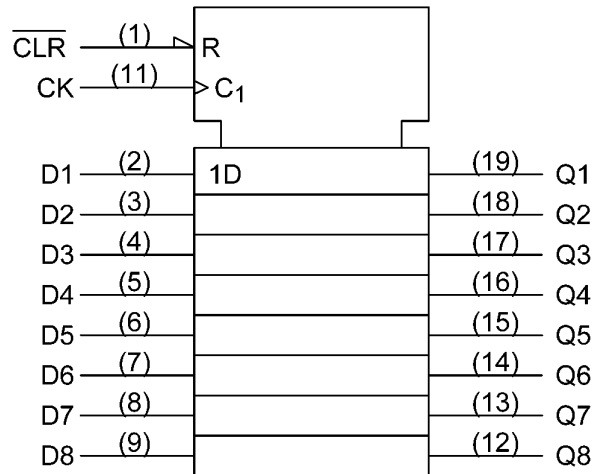 C̅L̅R̅ (1) R
CK (11) C1
D1 (2) 1D (19) Q1
D2 (3) (18) Q2
D3 (4) (17) Q3
D4 (5) (16) Q4
D5 (6) (15) Q5
D6 (7) (14) Q6
D7 (8) (13) Q7
D8 (9) (12) Q8